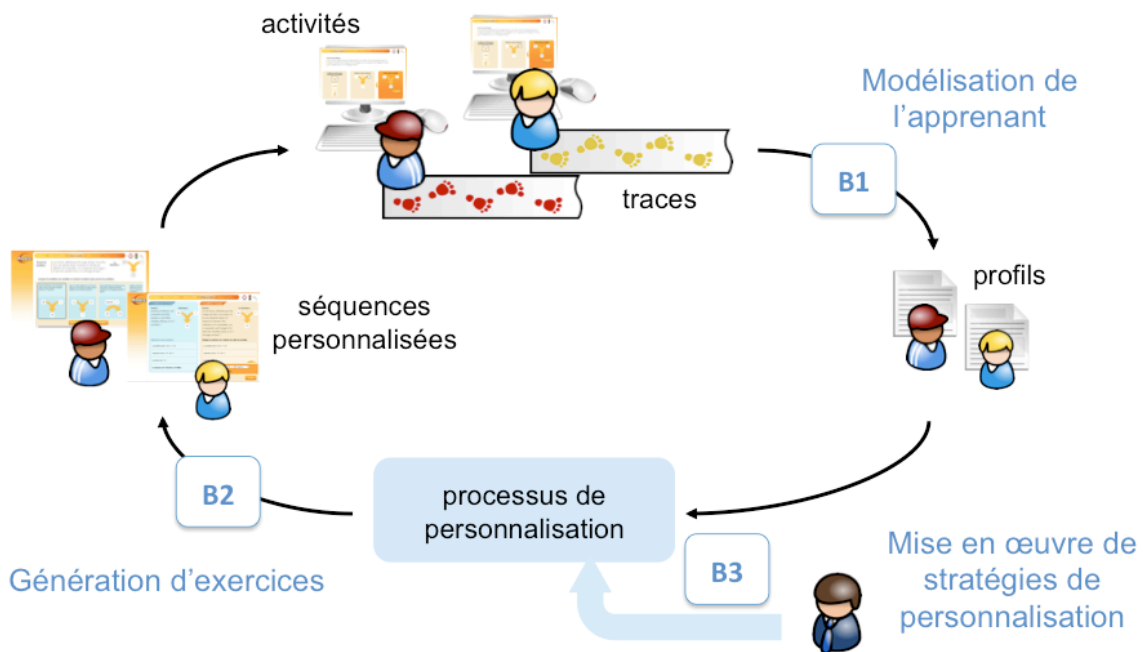 activités
Modélisation de
l'apprenant
B1
traces
profils
séquences
personnalisées
B2
processus de
personnalisation
B3
Mise en œuvre de
stratégies de
personnalisation
Génération d'exercices